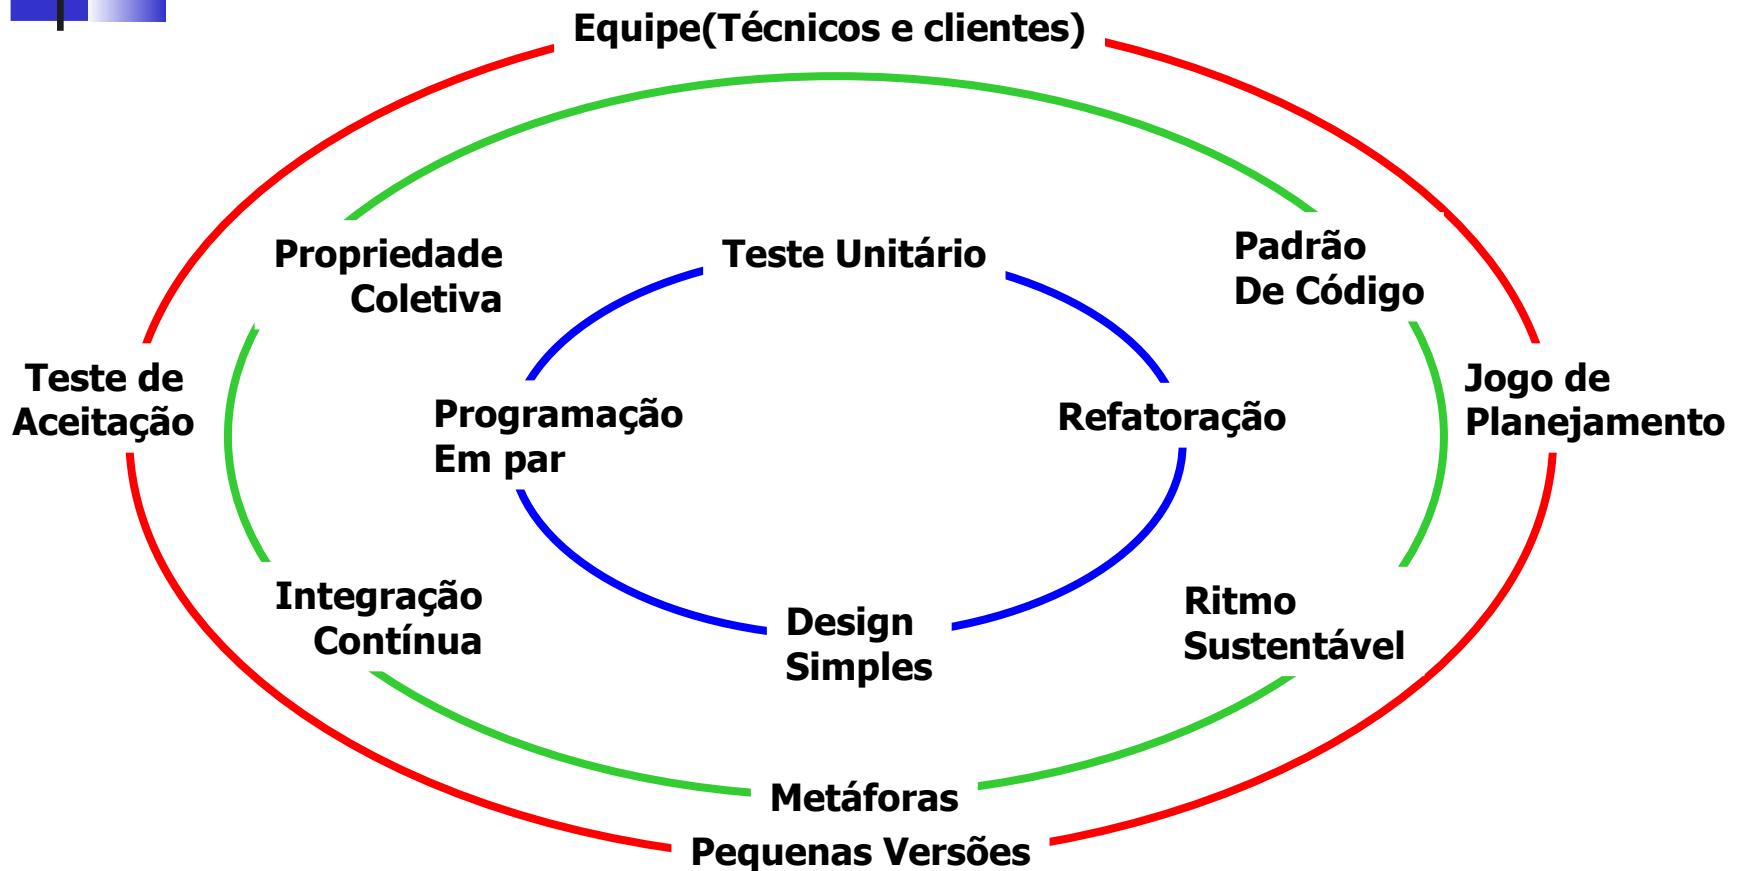 Equipe(Técnicos e clientes)
Propriedade
Coletiva
Teste Unitário
Padrão
De Código
Teste de
Aceitação
Programação
Em par
Refatoração
Jogo de
Planejamento
Integração
Contínua
Design
Simples
Ritmo
Sustentável
Metáforas
Pequenas Versões